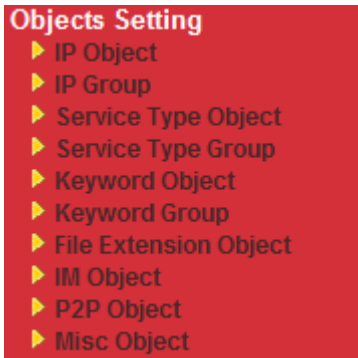 Objects Setting
IP Object
IP Group
Service Type Object
Service Type Group
Keyword Object
Keyword Group
File Extension Object
IM Object
P2P Object
Misc Object